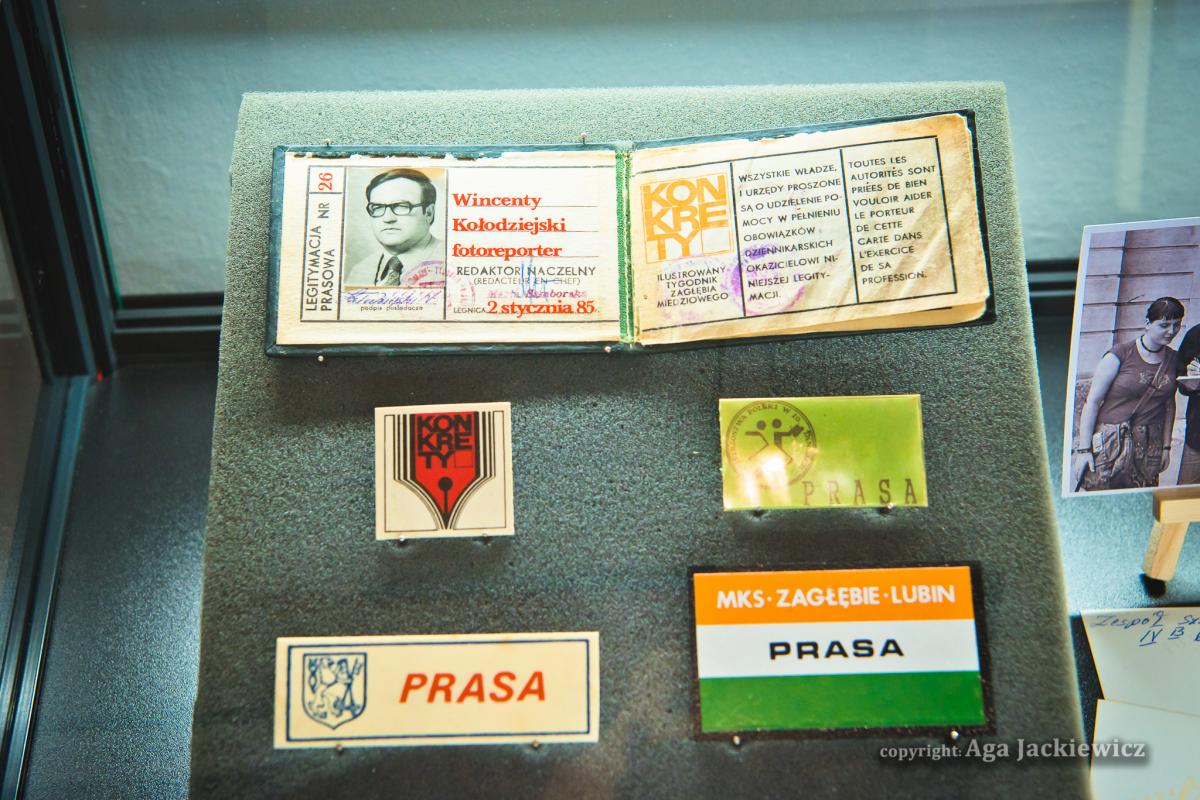 LEGITYMACJA NR 26
PRASOWA
Wincenty
Kołodziejski
fotoreporter
REDAKTOR NACZELNY
(REDACTEUR EN CHEF)
LEGNICA, 2 stycznia 85
podpis posiadacza
KON
KRE
TY
ILUSTROWANY
TYGODNIK
ZAGŁĘBIA
MIEDZIOWEGO
WSZYSTKIE WŁADZE,
I URZĘDY PROSZONE
SĄ O UDZIELENIE PO-
MOCY W PEŁNIENIU
OBOWIĄZKÓW
DZIENNIKARSKICH
OKAZICIELOWI NI-
NIEJSZEJ LEGITY-
MACJI.
TOUTES LES
AUTORITES SONT
PRIÉES DE BIEN
VOULOIR AIDER
LE PORTEUR
DE CETTE
CARTE DANS
L'EXERCICE
DE SA
PROFESSION.
KON
KRE
TY
PRASA
PRASA
MKS · ZAGŁĘBIE · LUBIN
PRASA
Zespół
IV B
copyright: Aga Jackiewicz